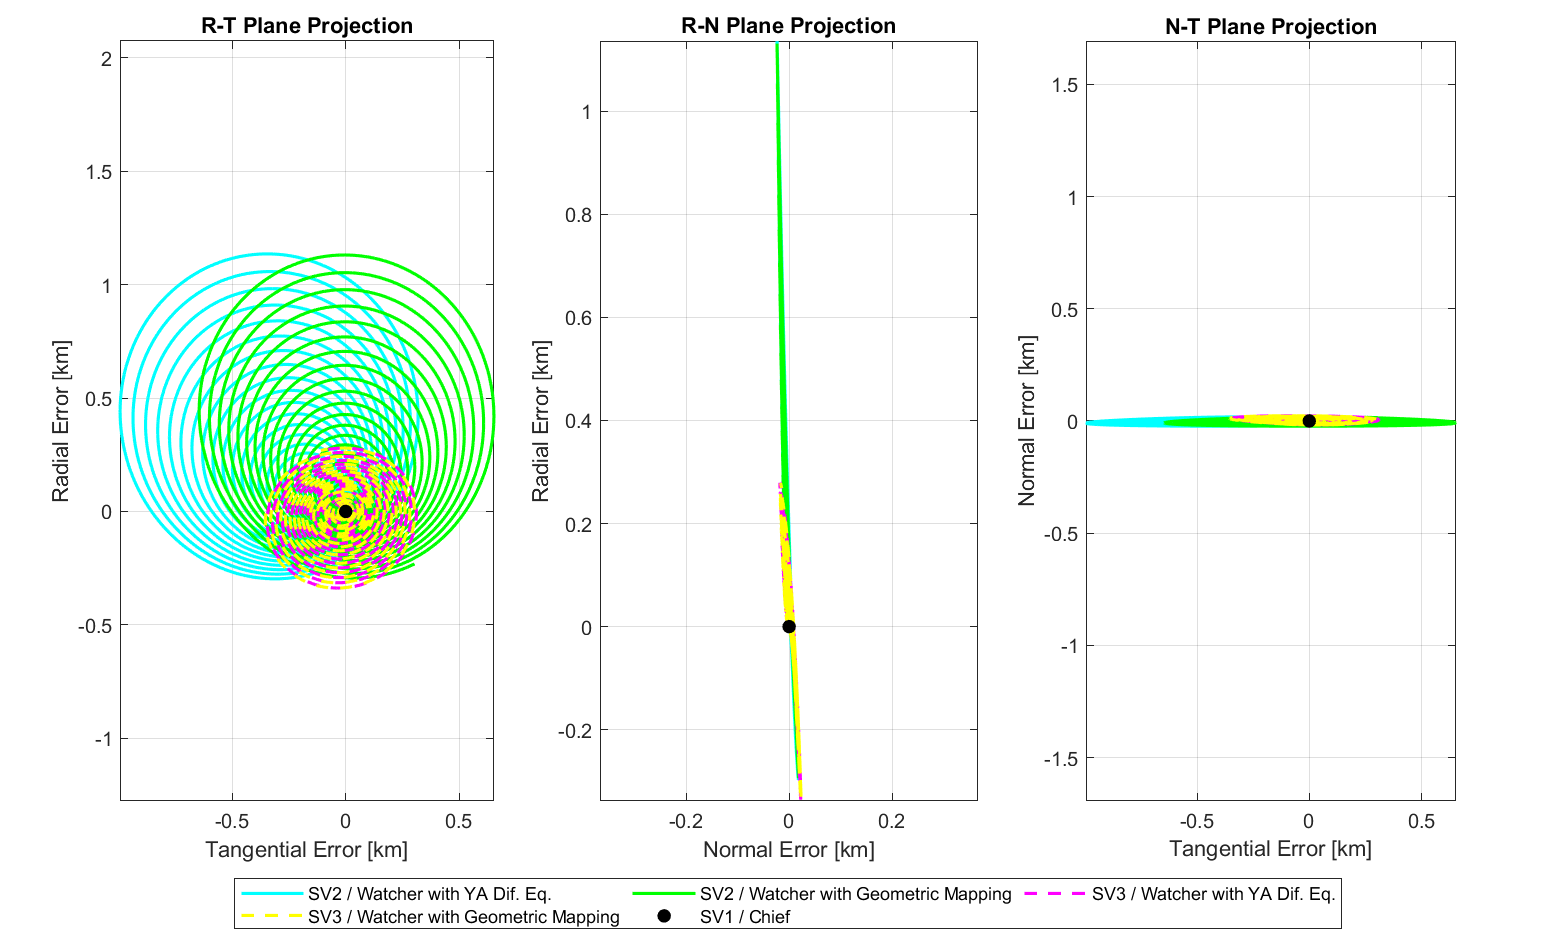 R-T Plane Projection
R-N Plane Projection
N-T Plane Projection
2
1.5
1
0.5
0
-0.5
-1
Radial Error [km]
-0.5
0
0.5
Tangential Error [km]
1
0.8
0.6
0.4
0.2
0
-0.2
Radial Error [km]
-0.2
0
0.2
Normal Error [km]
1.5
1
0.5
0
-0.5
-1
-1.5
Normal Error [km]
-0.5
0
0.5
Tangential Error [km]
SV2 / Watcher with YA Dif. Eq.
SV2 / Watcher with Geometric Mapping
SV3 / Watcher with YA Dif. Eq.
SV3 / Watcher with Geometric Mapping
SV1 / Chief